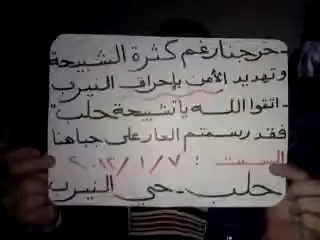 - خرجنا رغم كثرة الشبيحة
وتهديد الأمن بإحراق النيرب
- اتقوا الله يا شبيحة حلب"
فقد رسمتم العار على جباهنا
السبت : ٧ / ١ / ٢٠١٢
حلب - حي النيرب